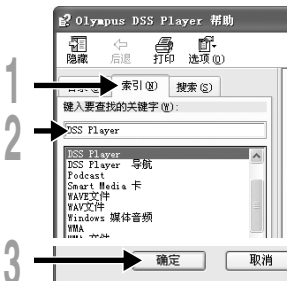 Olympus DSS Player 帮助
隐藏 后退 打印 选项(O)
1
索引(N) 搜索(S)
键入要查找的关键字(W):
2
DSS Player
DSS Player
DSS Player 导航
Podcast
Smart Media 卡
WAVE文件
WAV文件
Windows 媒体音频
WMA
3
确定 取消